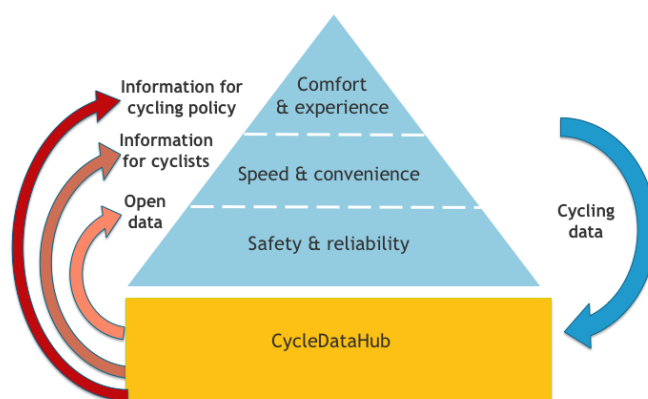 Information for
cycling policy
Comfort
& experience
Information
for cyclists
Speed & convenience
Open
data
Cycling
data
Safety & reliability
CycleDataHub